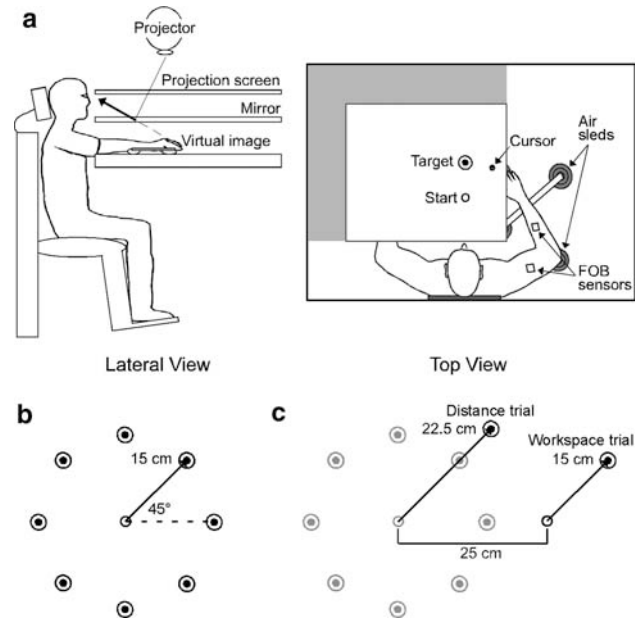 a
Projector
Projection screen
Mirror
Virtual image
Lateral View
Target
Start
Cursor
Air
sleds
FOB
sensors
Top View
b
15 cm
45°
c
Distance trial
22.5 cm
Workspace trial
15 cm
25 cm